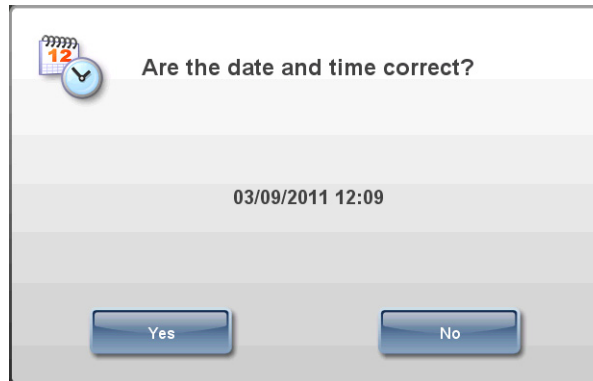 12
Are the date and time correct?
03/09/2011 12:09
Yes
No